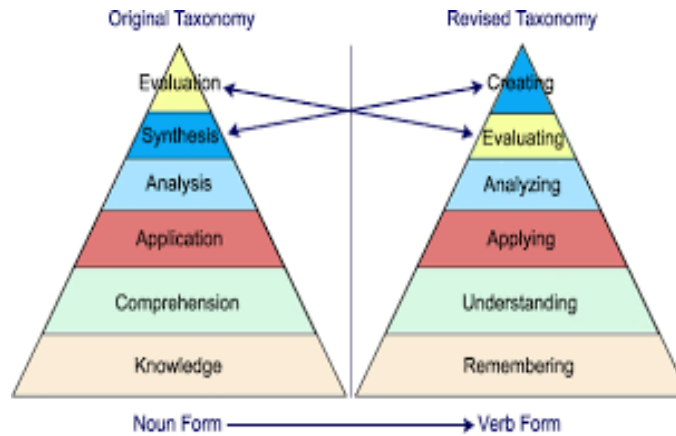 Original Taxonomy
Revised Taxonomy
Evaluation
Creating
Synthesis
Evaluating
Analysis
Analyzing
Application
Applying
Comprehension
Understanding
Knowledge
Remembering
Noun Form
Verb Form